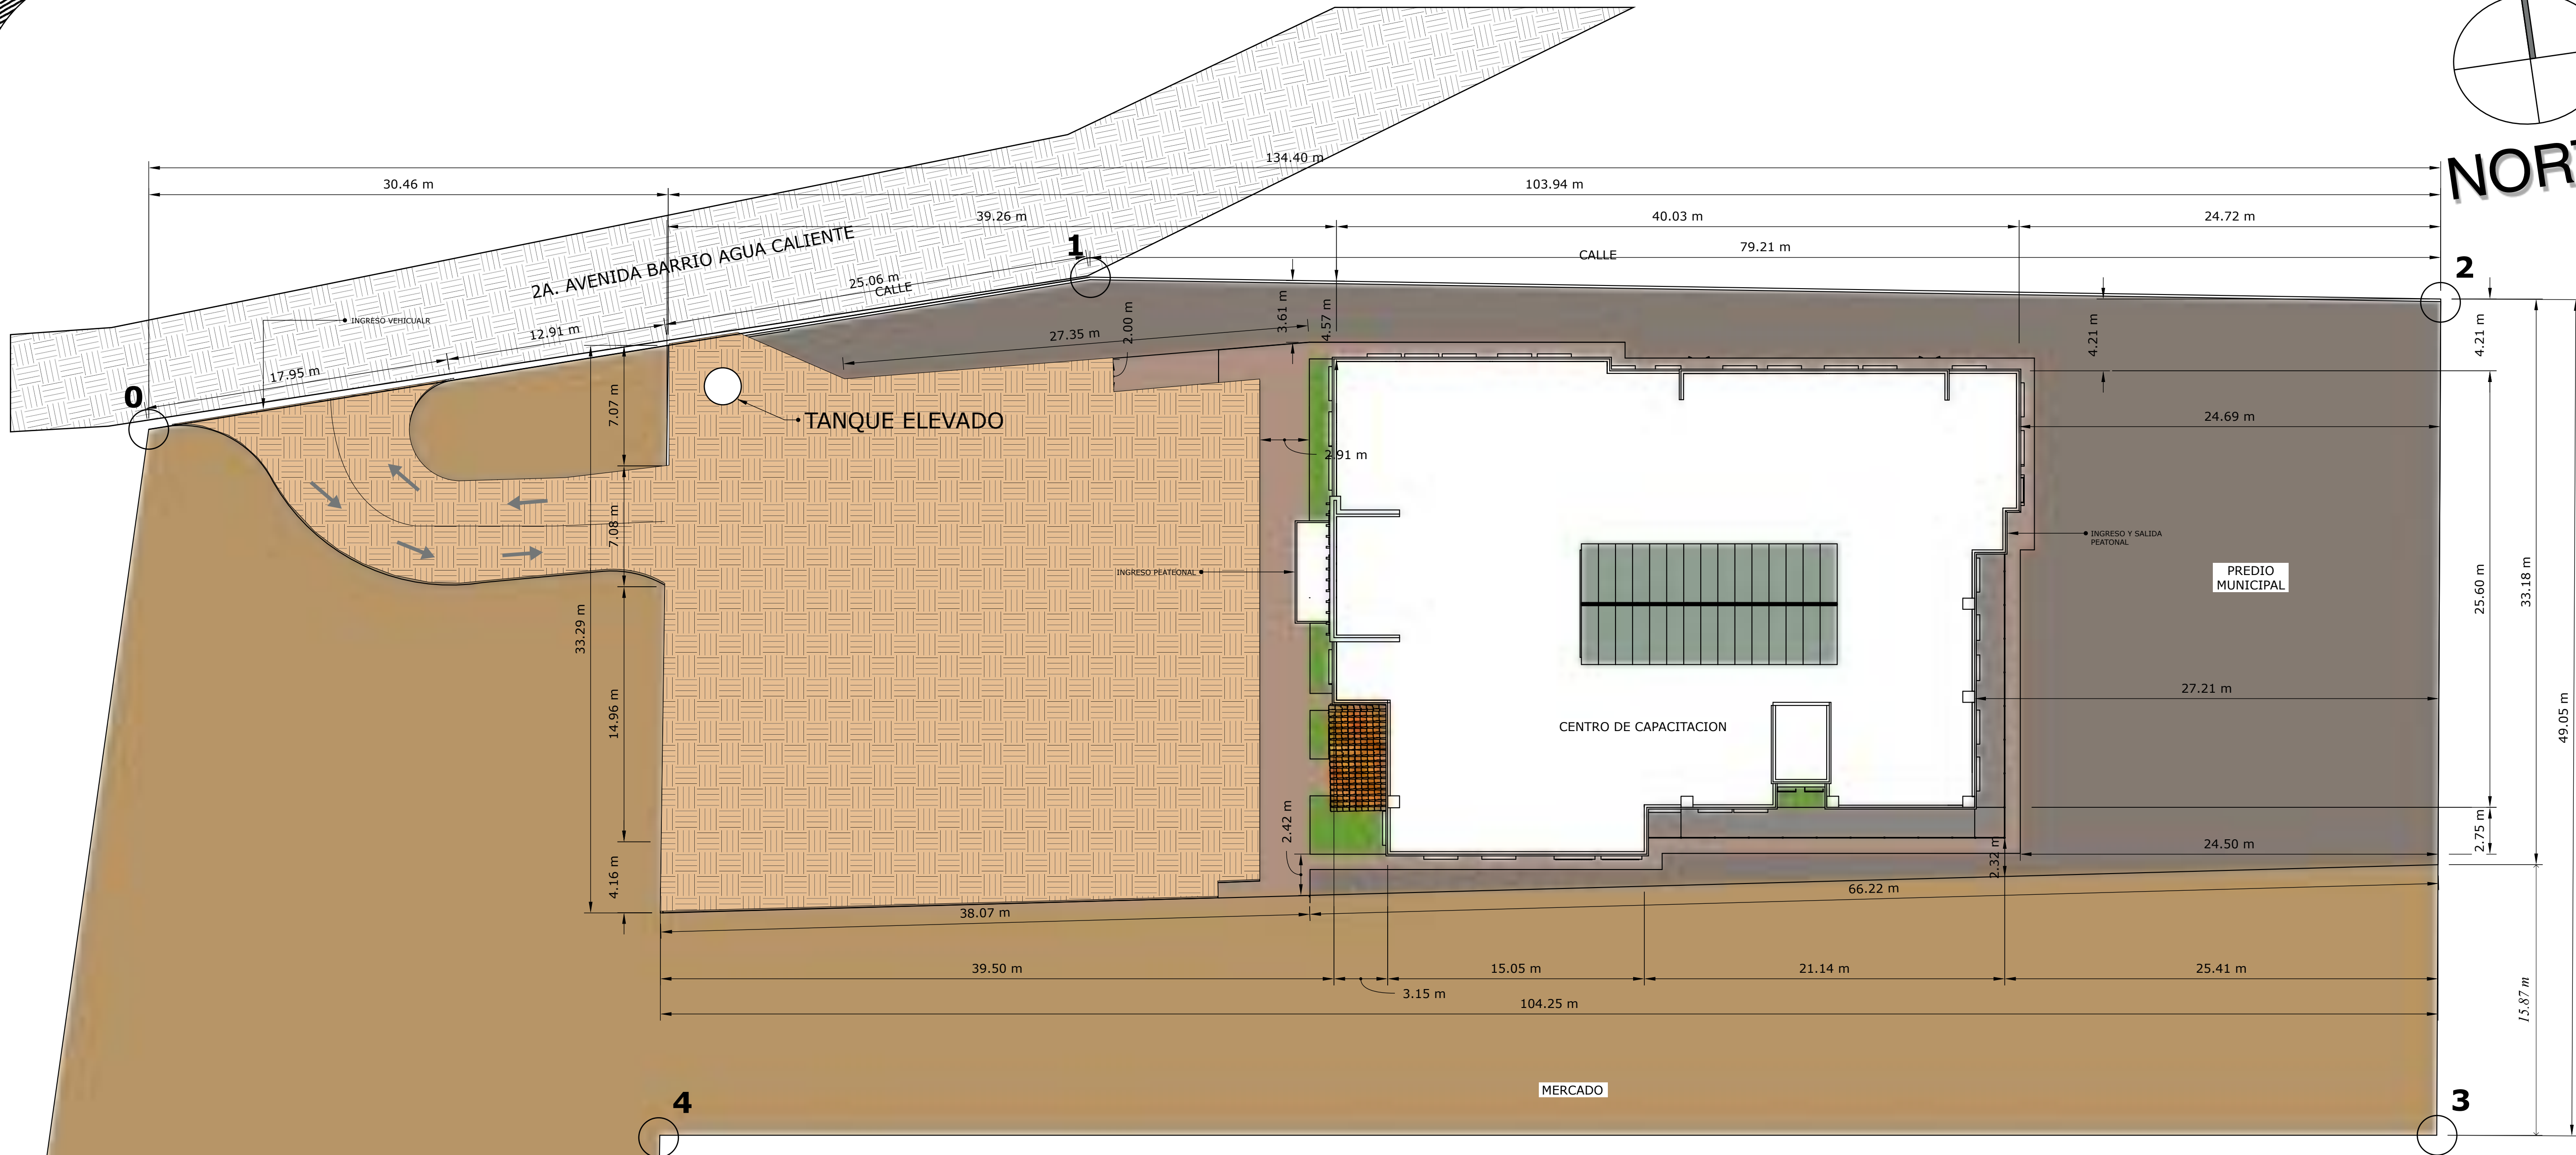 134.40 m
NOR
30.46 m
103.94 m
39.26 m
40.03 m
24.72 m
2A. AVENIDA BARRIO AGUA CALIENTE
1
CALLE
79.21 m
2
25.06 m
CALLE
INGRESO VEHICUALR
12.91 m
27.35 m
2.00 m
3.61 m
4.57 m
4.21 m
4.21 m
17.95 m
0
7.07 m
TANQUE ELEVADO
24.69 m
2.91 m
7.08 m
INGRESO Y SALIDA
PEATONAL
INGRESO PEATEONAL
PREDIO
MUNICIPAL
25.60 m
33.18 m
33.29 m
27.21 m
14.96 m
CENTRO DE CAPACITACION
49.05 m
2.42 m
2.75 m
24.50 m
2.32 m
4.16 m
66.22 m
38.07 m
39.50 m
15.05 m
21.14 m
25.41 m
3.15 m
104.25 m
15.87 m
MERCADO
4
3